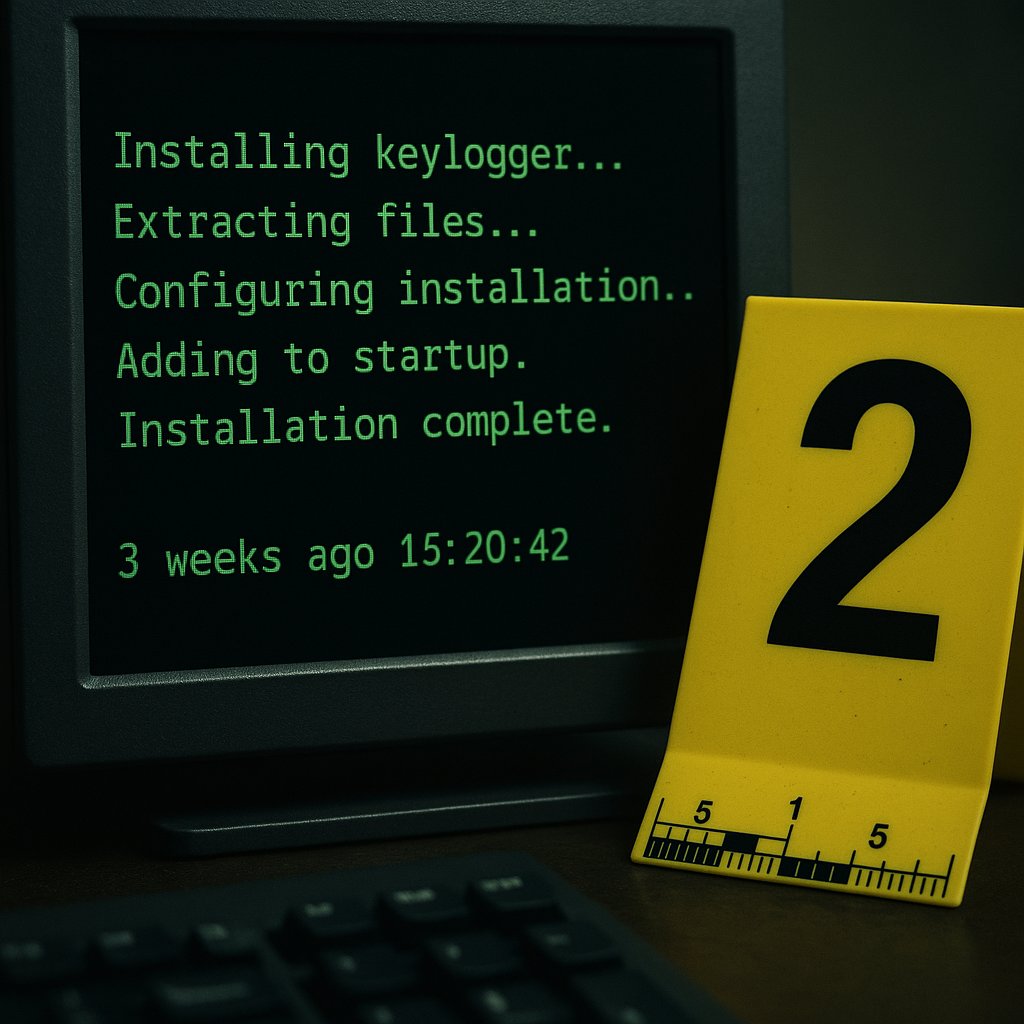 Installing keylogger...
Extracting files...
Configuring installation..
Adding to startup.
Installation complete.
3 weeks ago 15:20:42
2
5 1 5